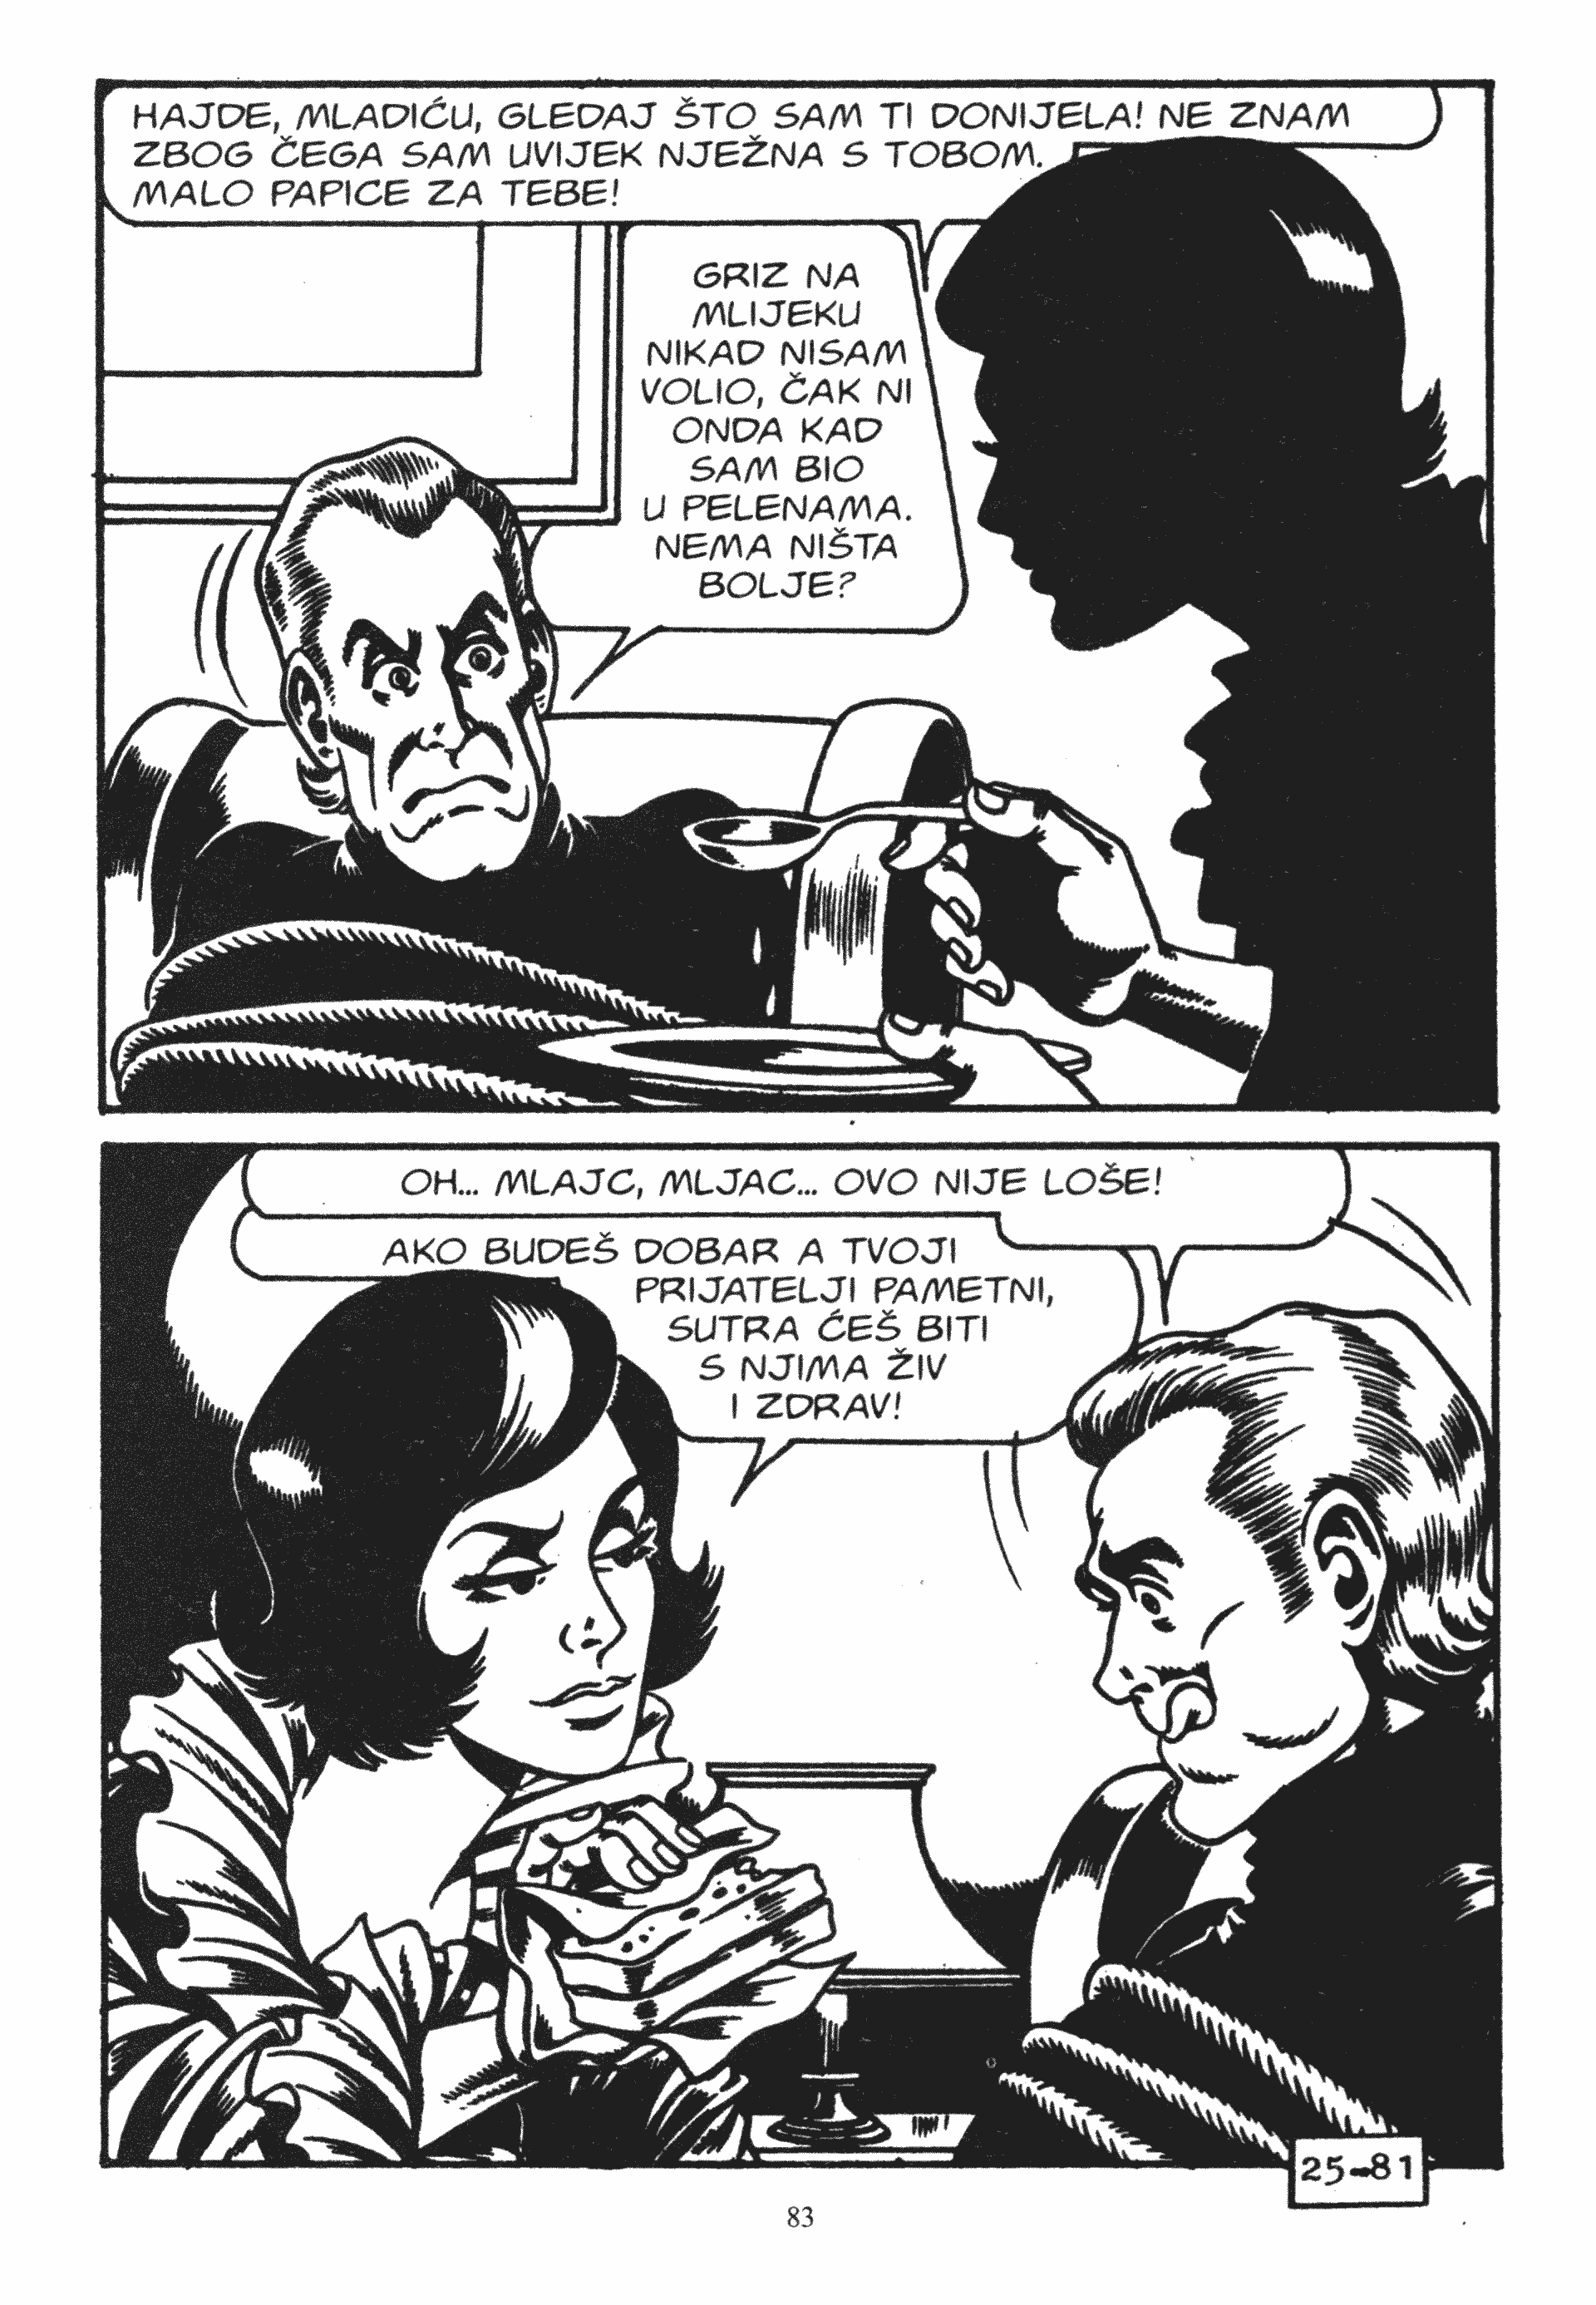 HAJDE, MLADIĆU, GLEDAJ ŠTO SAM TI DONIJELA! NE ZNAM
ZBOG ČEGA SAM UVIJEK NJEŽNA S TOBOM.
MALO PAPICE ZA TEBE!
GRIZ NA
MLIJEKU
NIKAD NISAM
VOLIO, ČAK NI
ONDA KAD
SAM BIO
U PELENAMA.
NEMA NIŠTA
BOLJE?
OH... MLAJC, MLJAC... OVO NIJE LOŠE!
AKO BUDEŠ DOBAR A TVOJI
PRIJATELJI PAMETNI,
SUTRA ĆEŠ BITI
S NJIMA ŽIV
I ZDRAV!
25-81
83